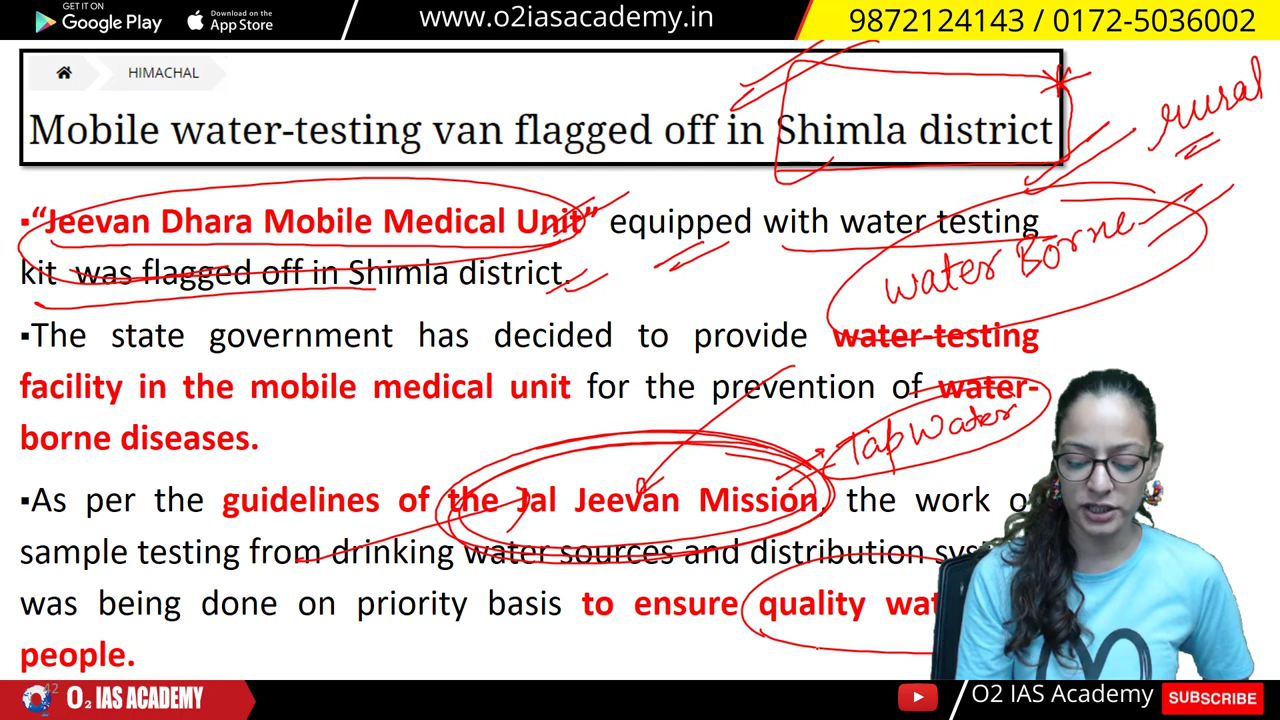 GET IT ON
Google Play
Download on the
App Store
www.o2iasacademy.in
9872124143 / 0172-5036002
HIMACHAL
Mobile water-testing van flagged off in Shimla district
rural
▪“Jeevan Dhara Mobile Medical Unit” equipped with water testing
kit was flagged off in Shimla district.
water Borne
▪The state government has decided to provide water-testing
facility in the mobile medical unit for the prevention of water-
borne diseases.
Tap Water
▪As per the guidelines of the Jal Jeevan Mission, the work
sample testing from drinking water sources and distribution
was being done on priority basis to ensure quality
people.
42
O2 IAS ACADEMY
O2 IAS Academy
SUBSCRIBE